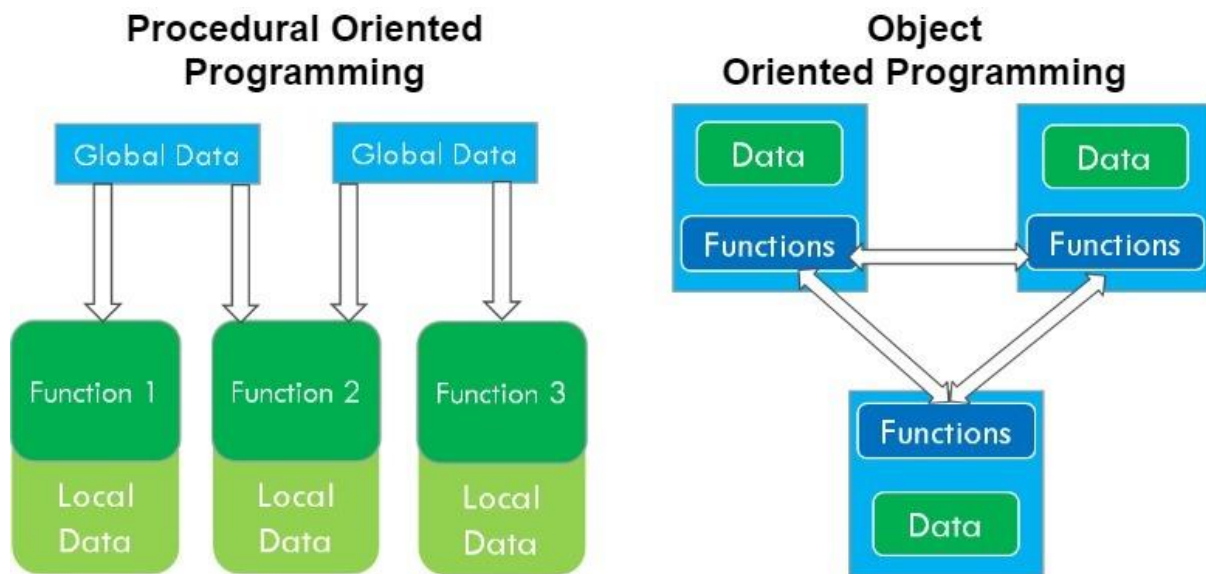 Procedural Oriented
Programming
Global Data
Global Data
Function 1
Function 2
Function 3
Local
Data
Local
Data
Local
Data
Object
Oriented Programming
Data
Data
Functions
Functions
Functions
Data